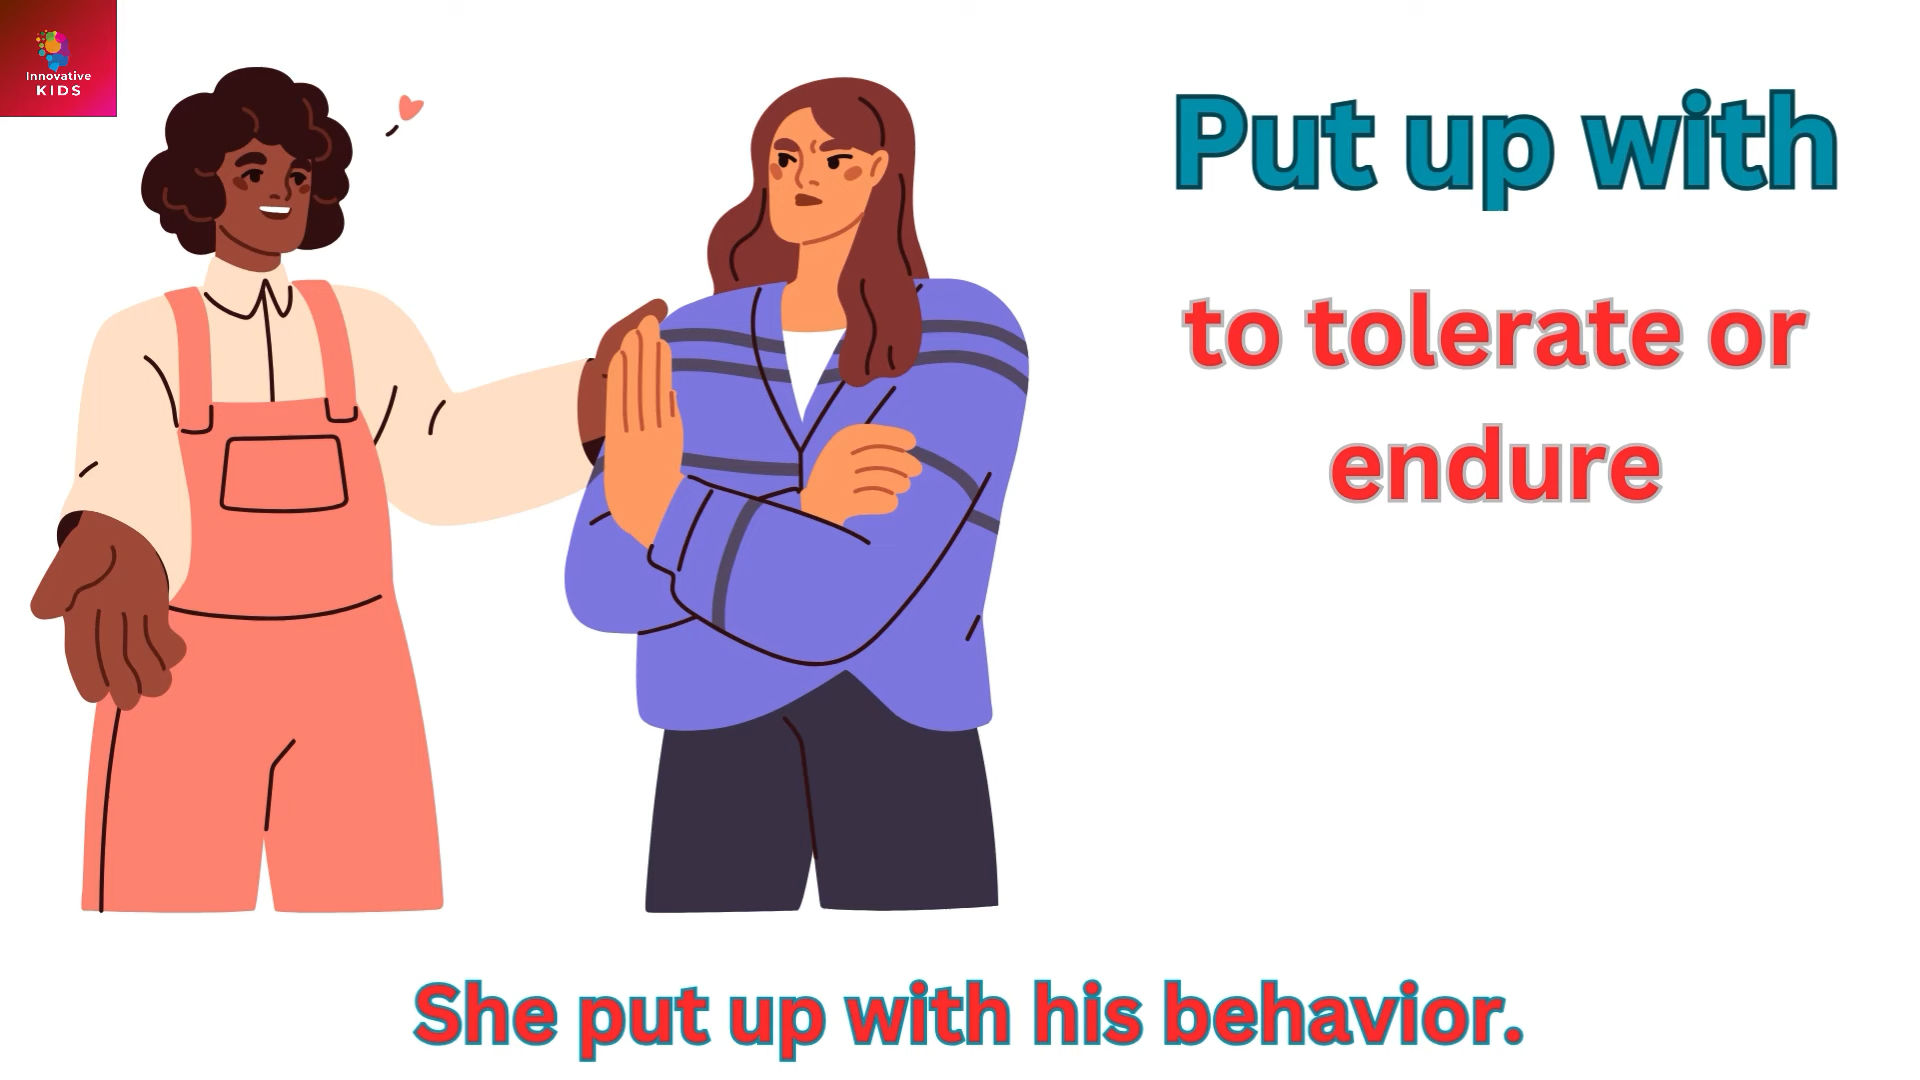 Innovative
KIDS
Put up with
to tolerate or
endure
She put up with his behavior.